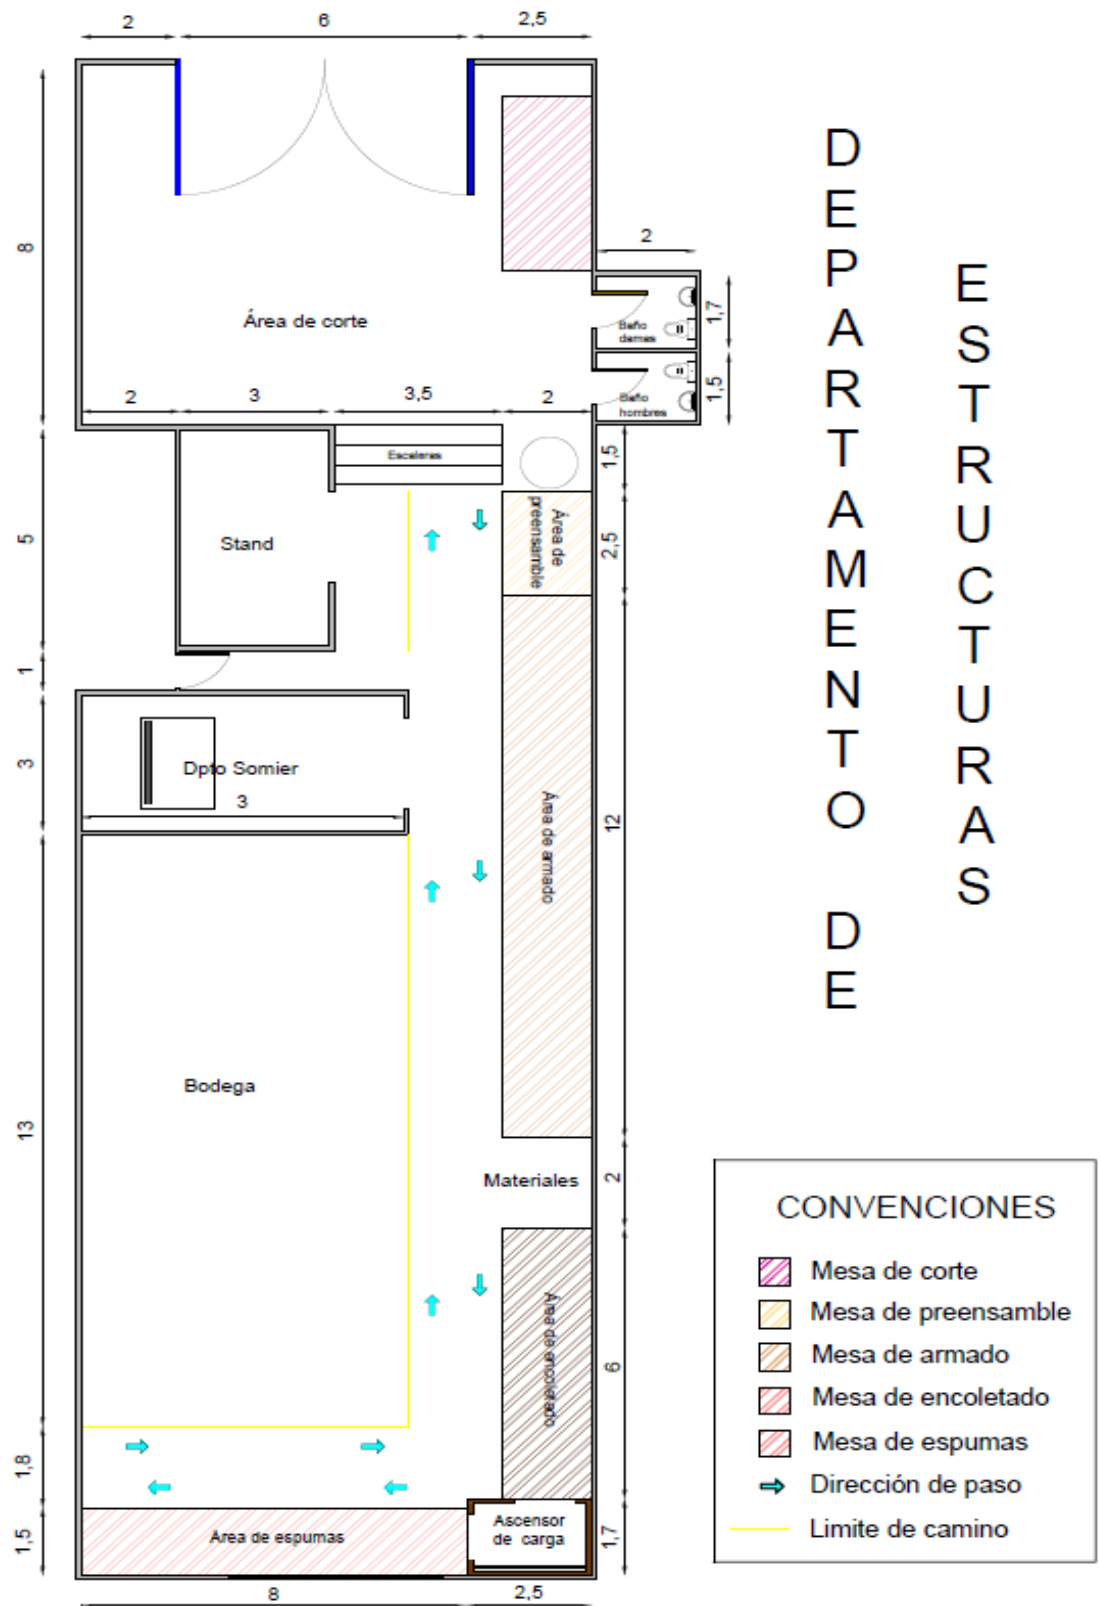 2
6
2,5
8
2
Área de corte
Baño
damas
1,7
Baño
hombres
1,5
2
3
3,5
2
Escaleras
1,5
Área de
preensamble
2,5
Stand
5
1
Dpto Somier
3
3
Área de armado
12
Bodega
13
Materiales
2
Área de encoletado
6
1,8
Area de espumas
1,5
Ascensor
de carga
1,7
8
2,5
DEPARTAMENTO DE
ESTRUCTURAS
CONVENCIONES
Mesa de corte
Mesa de preensamble
Mesa de armado
Mesa de encoletado
Mesa de espumas
Dirección de paso
Limite de camino